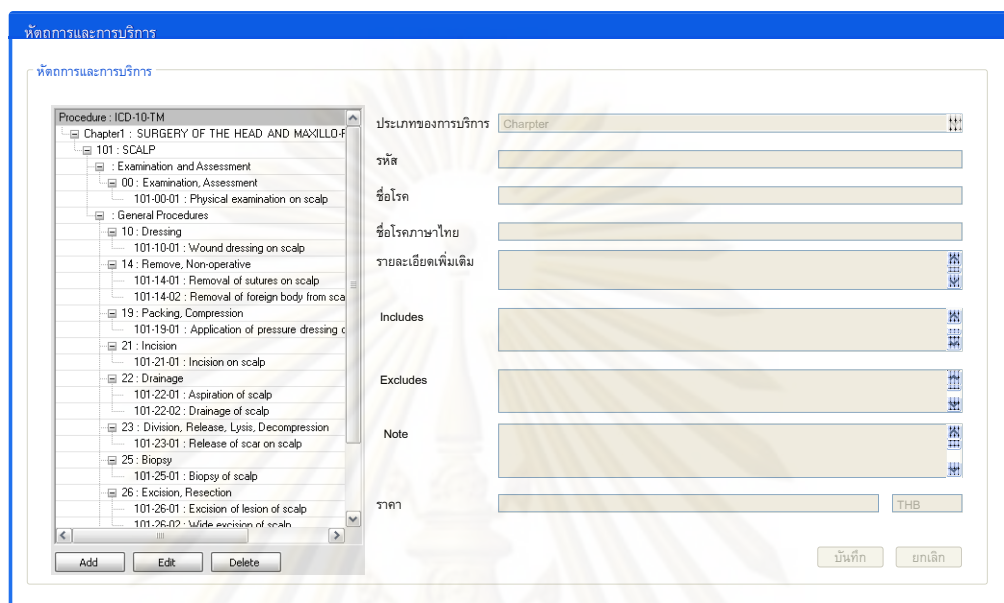 หัตถการและการบริการ
หัตถการและการบริการ
Procedure : ICD-10-TM
Chapter1 : SURGERY OF THE HEAD AND MAXILLO-F
101 : SCALP
: Examination and Assessment
00 : Examination, Assessment
101-00-01 : Physical examination on scalp
: General Procedures
10 : Dressing
101-10-01 : Wound dressing on scalp
14 : Remove, Non-operative
101-14-01 : Removal of sutures on scalp
101-14-02 : Removal of foreign body from sca
19 : Packing, Compression
101-19-01 : Application of pressure dressing o
21 : Incision
101-21-01 : Incision on scalp
22 : Drainage
101-22-01 : Aspiration of scalp
101-22-02 : Drainage of scalp
23 : Division, Release, Lysis, Decompression
101-23-01 : Release of scar on scalp
25 : Biopsy
101-25-01 : Biopsy of scalp
26 : Excision, Resection
101-26-01 : Excision of lesion of scalp
101-26-02 : Wide excision of scalp
Add Edit Delete
ประเภทของการบริการ Charpter
รหัส
ชื่อโรค
ชื่อโรคภาษาไทย
รายละเอียดเพิ่มเติม
Includes
Excludes
Note
ราคา THB
บันทึก ยกเลิก